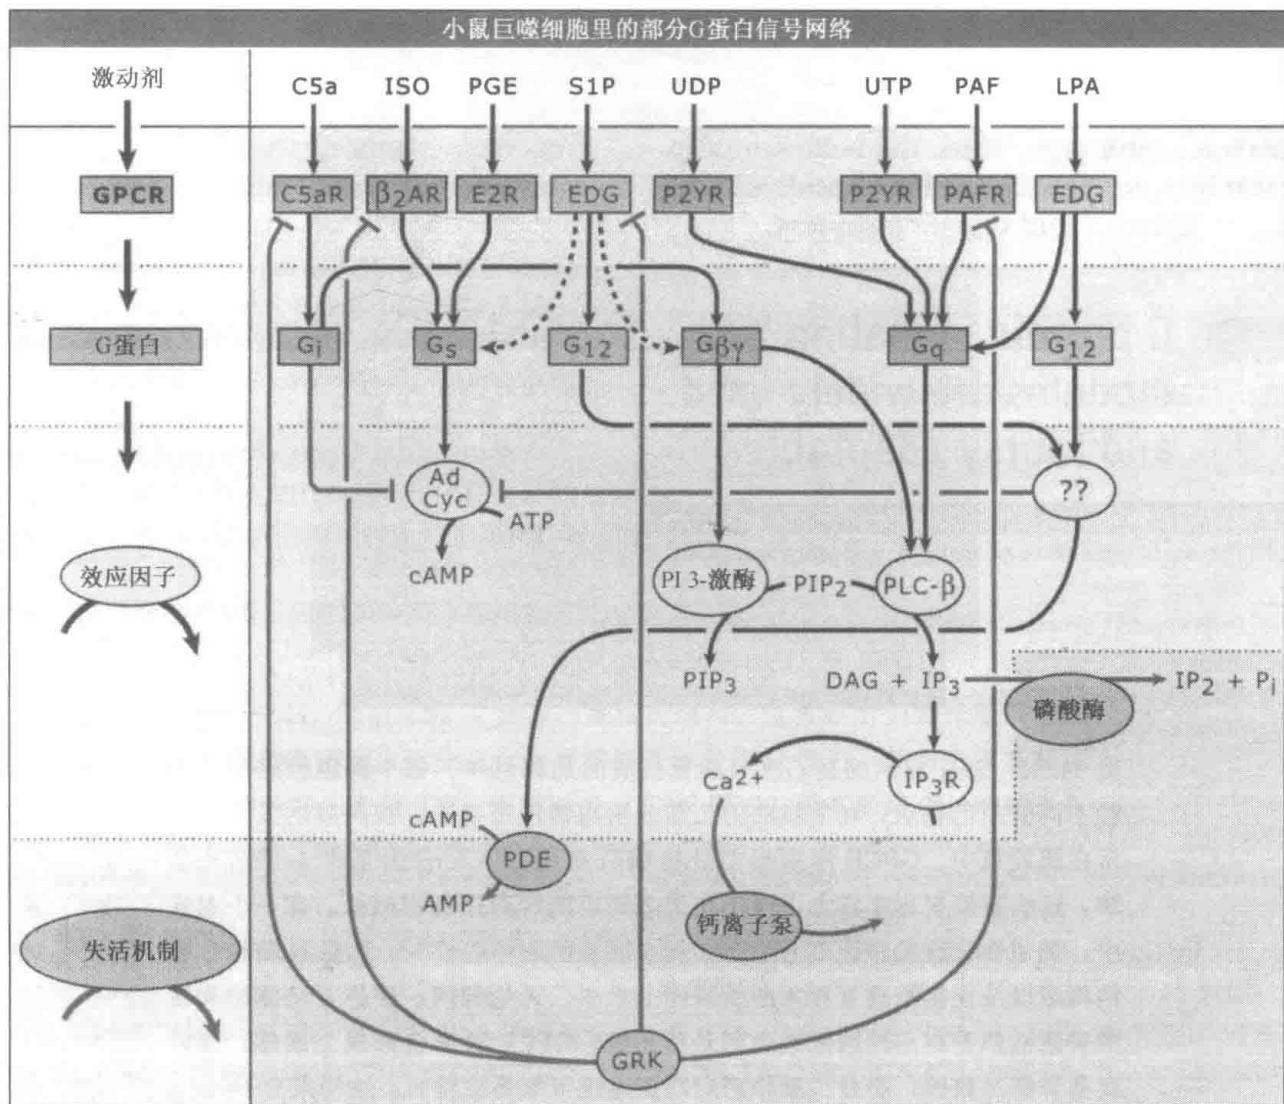 小鼠巨噬细胞里的部分G蛋白信号网络
激动剂
C5a ISO PGE S1P UDP UTP PAF LPA
GPCR
C5aR β₂AR E2R EDG P2YR P2YR PAFR EDG
G蛋白
Gi Gs G12 Gβγ Gq G12
Ad
Cyc
??
ATP
cAMP
效应因子
PI 3-激酶 PIP₂ PLC-β
PIP₃ DAG + IP₃ IP₂ + Pi
磷酸酶
Ca²⁺ IP₃R
cAMP
PDE
AMP
钙离子泵
失活机制
GRK